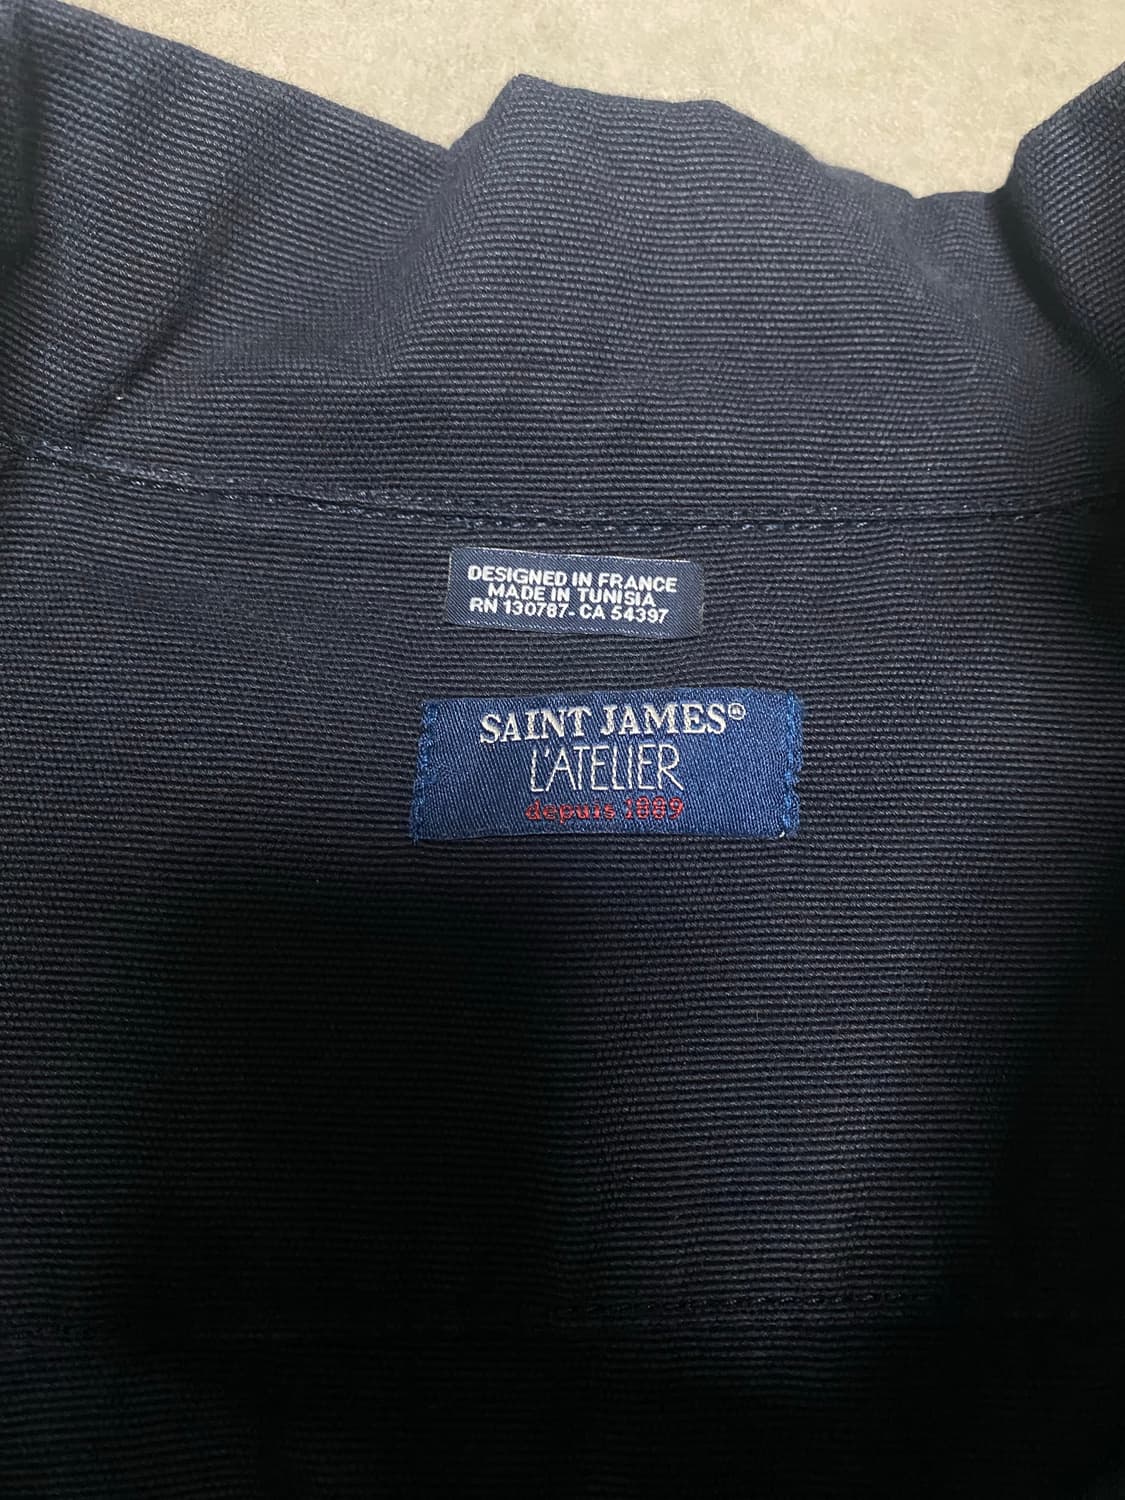 DESIGNED IN FRANCE
MADE IN TUNISIA
RN 130787- CA 54397
SAINT JAMES®
L'ATELIER
depuis 1889